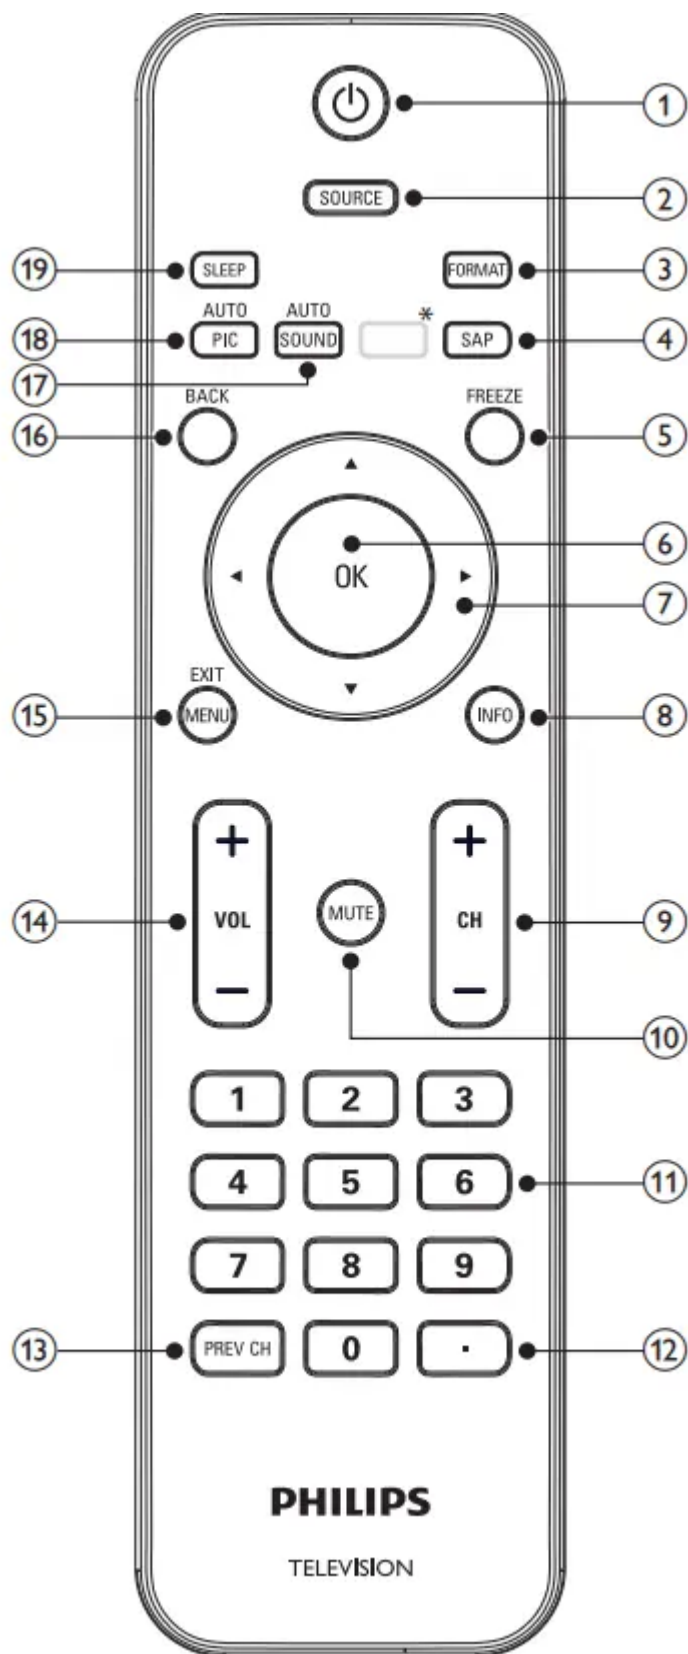 ①
SOURCE ②
⑲ SLEEP FORMAT ③
AUTO AUTO *
⑱ PIC SOUND SAP ④
⑰
BACK FREEZE
⑯ ⑤
▲
⑥
◀ OK ▶
⑦
▼
EXIT
⑮ MENU INFO ⑧
+ +
⑭ VOL MUTE CH ⑨
− −
⑩
1 2 3
4 5 6 ⑪
7 8 9
⑬ PREV CH 0 . ⑫
PHILIPS
TELEVISION